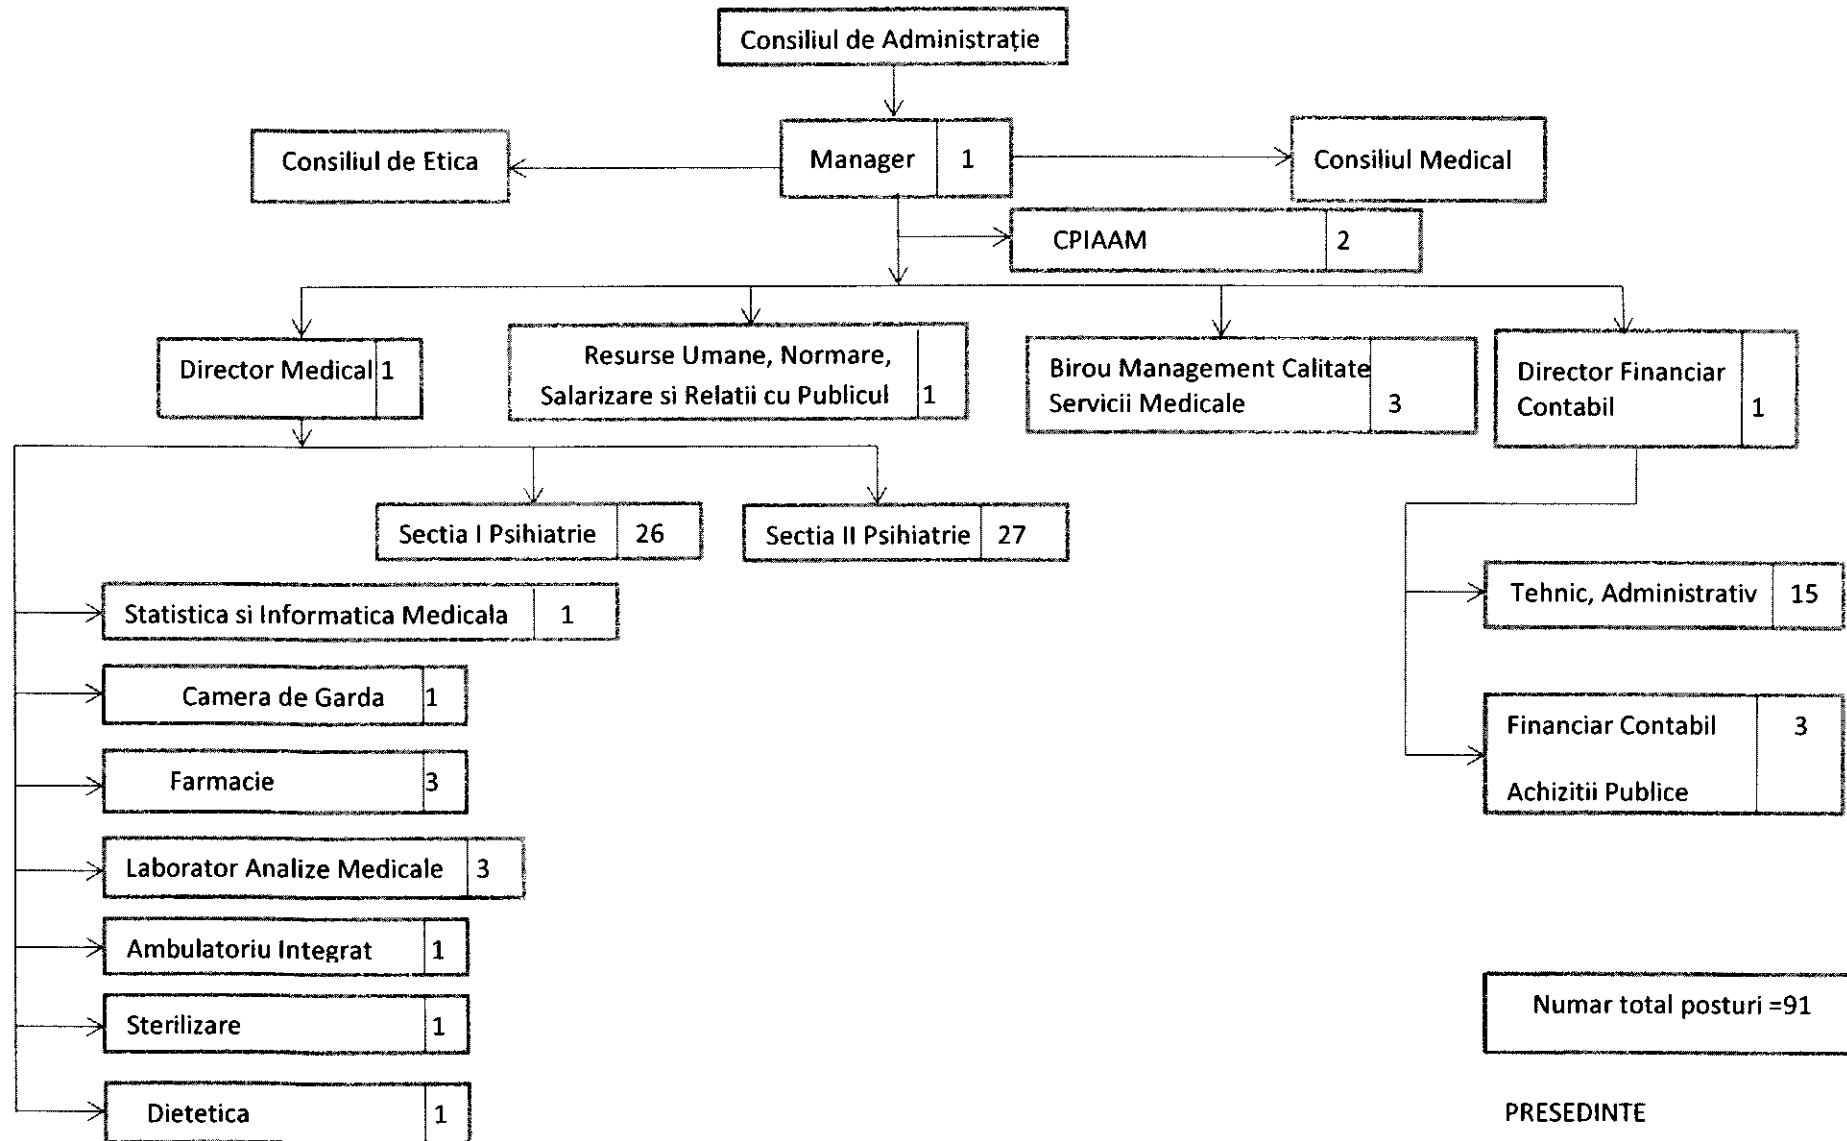 Consiliul de Administrație
Consiliul de Etica
Manager 1
Consiliul Medical
CPIAAM 2
Director Medical 1
Resurse Umane, Normare,
Salarizare si Relatii cu Publicul 1
Birou Management Calitate
Servicii Medicale 3
Director Financiar
Contabil 1
Sectia I Psihiatrie 26
Sectia II Psihiatrie 27
Statistica si Informatica Medicala 1
Camera de Garda 1
Farmacie 3
Laborator Analize Medicale 3
Ambulatoriu Integrat 1
Sterilizare 1
Dietetica 1
Tehnic, Administrativ 15
Financiar Contabil 3
Achizitii Publice
Numar total posturi =91
PRESEDINTE